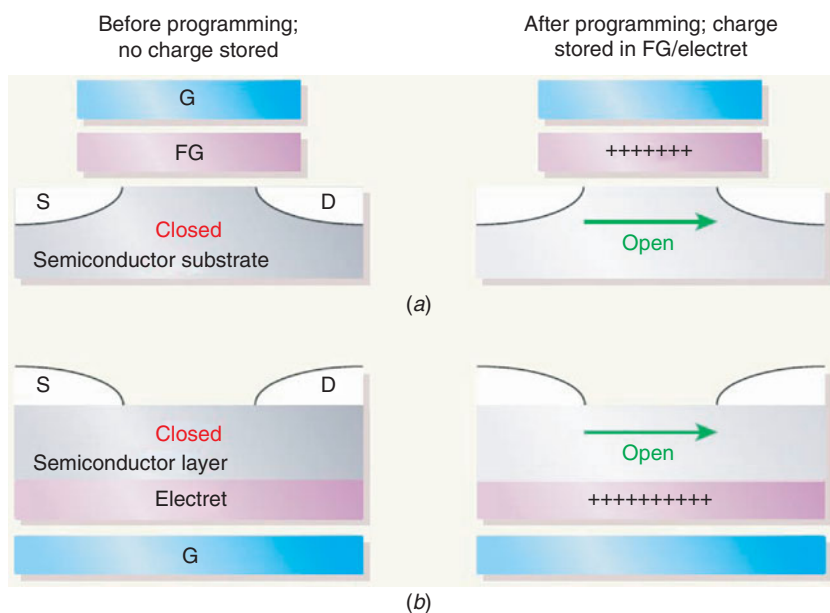 Before programming;
no charge stored
After programming; charge
stored in FG/electret
G
FG
+++++++
S
D
Closed
Semiconductor substrate
Open
(a)
S
D
Closed
Semiconductor layer
Electret
G
Open
++++++++++
(b)